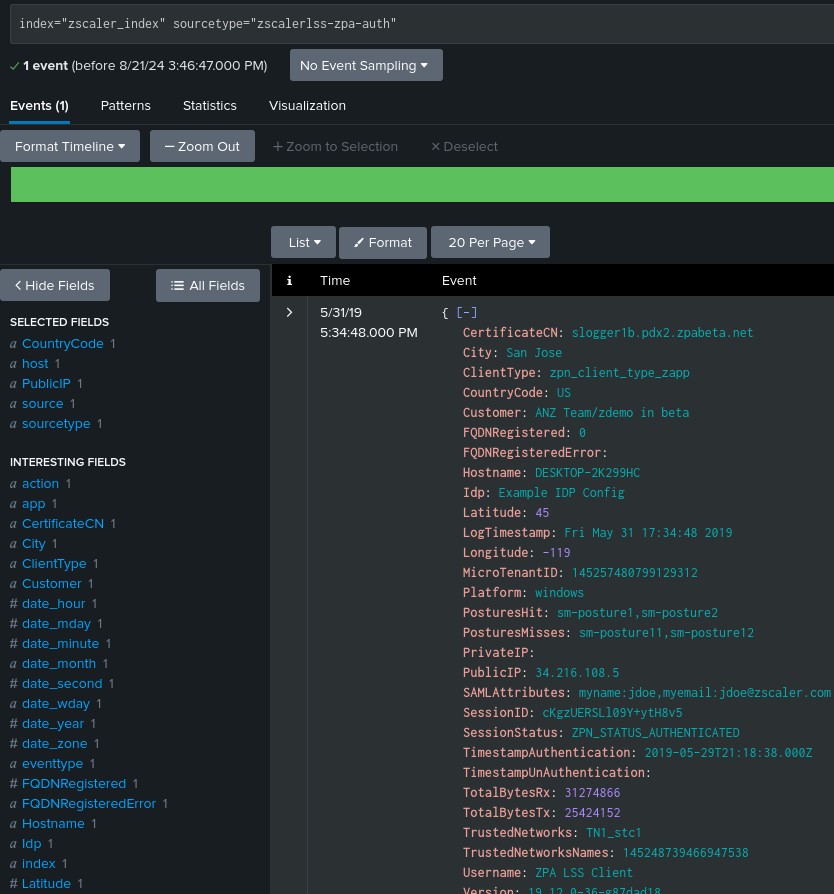 index="zscaler_index" sourcetype="zscalerlss-zpa-auth"
✓ 1 event (before 8/21/24 3:46:47.000 PM) No Event Sampling ▾
Events (1) Patterns Statistics Visualization
Format Timeline ▾ — Zoom Out + Zoom to Selection × Deselect
List ▾ Format 20 Per Page ▾
< Hide Fields All Fields
i Time Event
SELECTED FIELDS
a CountryCode 1
a host 1
a PublicIP 1
a source 1
a sourcetype 1
INTERESTING FIELDS
a action 1
a app 1
a CertificateCN 1
a City 1
a ClientType 1
a Customer 1
# date_hour 1
# date_mday 1
# date_minute 1
a date_month 1
# date_second 1
a date_wday 1
# date_year 1
# date_zone 1
a eventtype 1
# FQDNRegistered 1
a FQDNRegisteredError 1
a Hostname 1
a Idp 1
a index 1
# Latitude 1
> 5/31/19
5:34:48.000 PM
{ [-]
CertificateCN: slogger1b.pdx2.zpabeta.net
City: San Jose
ClientType: zpn_client_type_zapp
CountryCode: US
Customer: ANZ Team/zdemo in beta
FQDNRegistered: 0
FQDNRegisteredError:
Hostname: DESKTOP-2K299HC
Idp: Example IDP Config
Latitude: 45
LogTimestamp: Fri May 31 17:34:48 2019
Longitude: -119
MicroTenantID: 145257480799129312
Platform: windows
PosturesHit: sm-posture1,sm-posture2
PosturesMisses: sm-posture11,sm-posture12
PrivateIP:
PublicIP: 34.216.108.5
SAMLAttributes: myname:jdoe,myemail:jdoe@zscaler.com
SessionID: cKgzUERSLl09Y+ytH8v5
SessionStatus: ZPN_STATUS_AUTHENTICATED
TimestampAuthentication: 2019-05-29T21:18:38.000Z
TimestampUnAuthentication:
TotalBytesRx: 31274866
TotalBytesTx: 25424152
TrustedNetworks: TN1_stc1
TrustedNetworksNames: 145248739466947538
Username: ZPA LSS Client
Version: 19.12.0-36-g87dad18